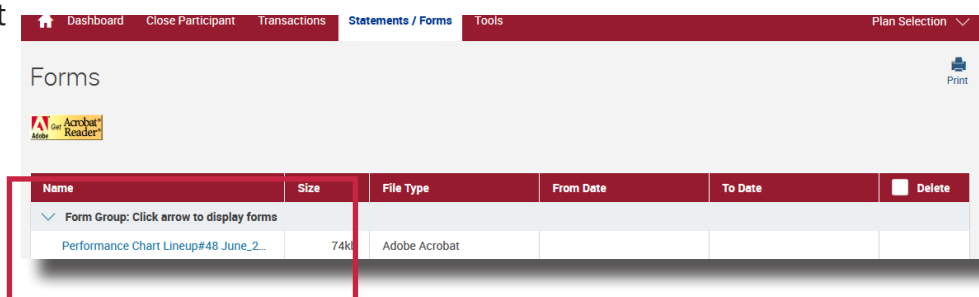 t
Dashboard Close Participant Transactions Statements / Forms Tools Plan Selection
Forms
Print
Adobe Get Acrobat® Reader®
Name Size File Type From Date To Date Delete
Form Group: Click arrow to display forms
Performance Chart Lineup#48 June_2... 74kb Adobe Acrobat